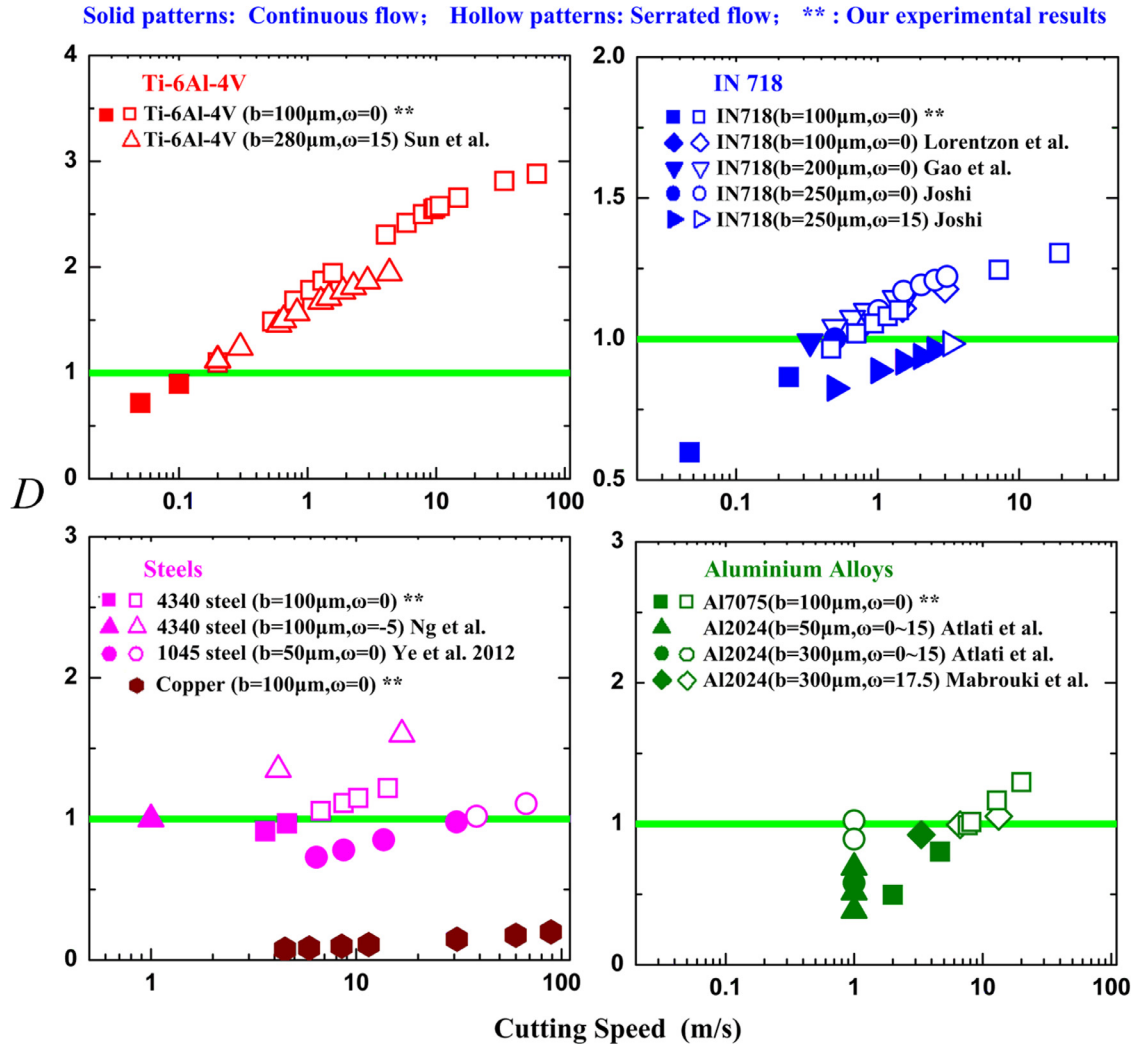 Solid patterns: Continuous flow; Hollow patterns: Serrated flow; ** : Our experimental results
Ti-6Al-4V
Ti-6Al-4V (b=100μm,ω=0) **
Ti-6Al-4V (b=280μm,ω=15) Sun et al.
4
3
2
1
0
0.1
1
10
100
IN 718
IN718(b=100μm,ω=0) **
IN718(b=100μm,ω=0) Lorentzon et al.
IN718(b=200μm,ω=0) Gao et al.
IN718(b=250μm,ω=0) Joshi
IN718(b=250μm,ω=15) Joshi
2.0
1.5
1.0
0.5
0.1
1
10
D
Steels
4340 steel (b=100μm,ω=0) **
4340 steel (b=100μm,ω=-5) Ng et al.
1045 steel (b=50μm,ω=0) Ye et al. 2012
Copper (b=100μm,ω=0) **
3
2
1
0
1
10
100
Aluminium Alloys
Al7075(b=100μm,ω=0) **
Al2024(b=50μm,ω=0~15) Atlati et al.
Al2024(b=300μm,ω=0~15) Atlati et al.
Al2024(b=300μm,ω=17.5) Mabrouki et al.
3
2
1
0
0.1
1
10
100
Cutting Speed (m/s)